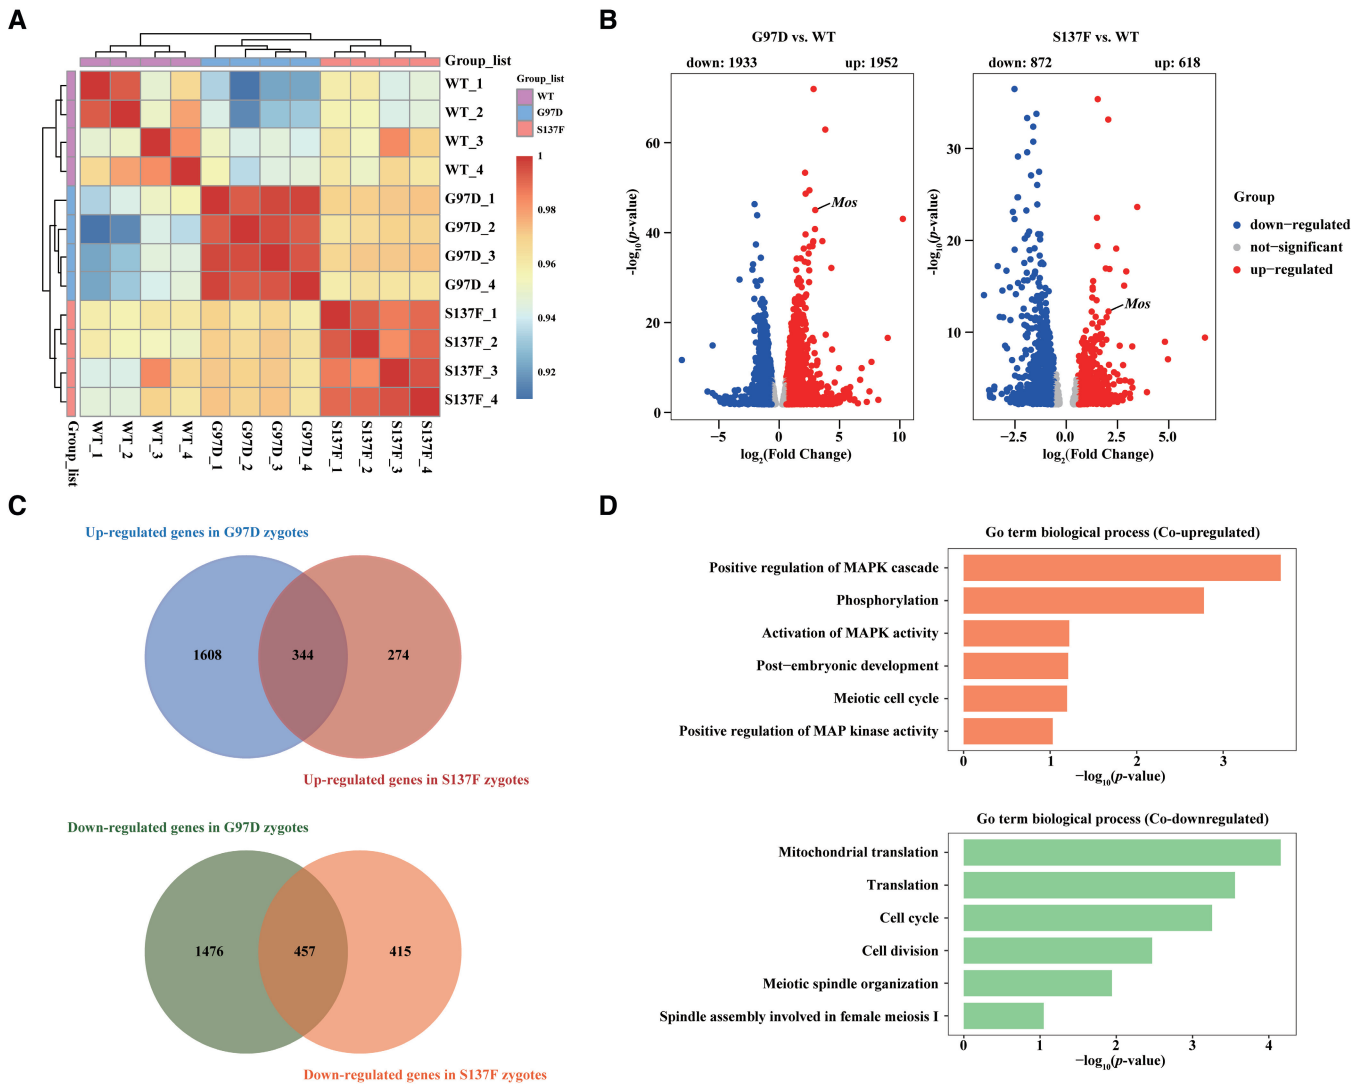 A
Group_list
WT_1
WT_2
WT_3
WT_4
G97D_1
G97D_2
G97D_3
G97D_4
S137F_1
S137F_2
S137F_3
S137F_4
Group_list
WT_1
WT_2
WT_3
WT_4
G97D_1
G97D_2
G97D_3
G97D_4
S137F_1
S137F_2
S137F_3
S137F_4
Group_list
WT
G97D
S137F
1
0.98
0.96
0.94
0.92
B
G97D vs. WT
down: 1933 up: 1952
-log10(p-value)
60
40
20
0
Mos
−5 0 5 10
log2(Fold Change)
S137F vs. WT
down: 872 up: 618
-log10(p-value)
30
20
10
Mos
−2.5 0.0 2.5 5.0
log2(Fold Change)
Group
down−regulated
not−significant
up−regulated
C
Up-regulated genes in G97D zygotes
1608 344 274
Up-regulated genes in S137F zygotes
Down-regulated genes in G97D zygotes
1476 457 415
Down-regulated genes in S137F zygotes
D
Go term biological process (Co-upregulated)
Positive regulation of MAPK cascade
Phosphorylation
Activation of MAPK activity
Post−embryonic development
Meiotic cell cycle
Positive regulation of MAP kinase activity
0 1 2 3
−log10(p-value)
Go term biological process (Co-downregulated)
Mitochondrial translation
Translation
Cell cycle
Cell division
Meiotic spindle organization
Spindle assembly involved in female meiosis I
0 1 2 3 4
−log10(p-value)